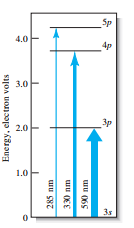 Energy, electron volts
5p
4.0
4p
3.0
2.0
3p
1.0
285 nm
330 nm
590 nm
0
3s